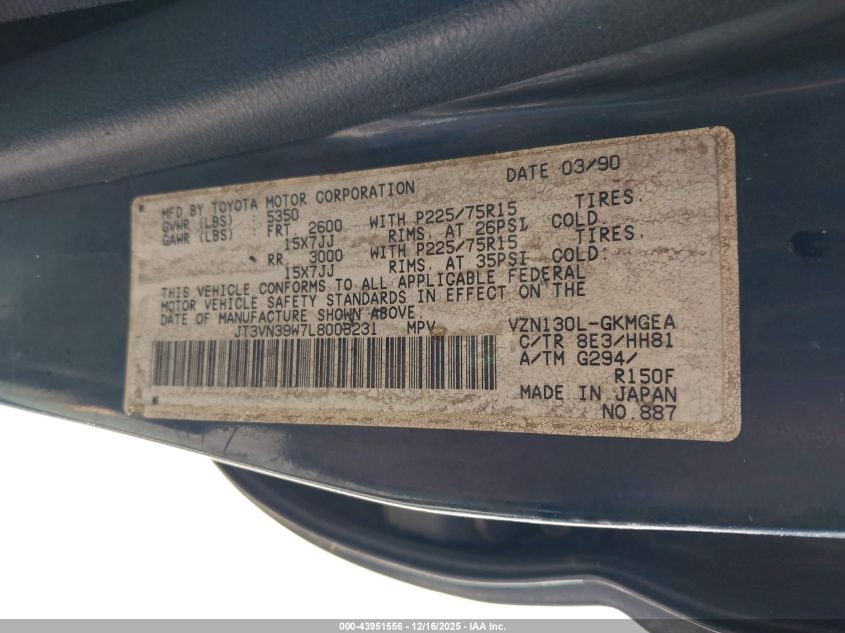 MFD BY TOYOTA MOTOR CORPORATION DATE 03/90
GVWR (LBS) : 5350
GAWR (LBS) : FRT 2600 WITH P225/75R15 TIRES.
15X7JJ RIMS, AT 26PSI COLD.
RR 3000 WITH P225/75R15 TIRES.
15X7JJ RIMS, AT 35PSI COLD.
THIS VEHICLE CONFORMS TO ALL APPLICABLE FEDERAL
MOTOR VEHICLE SAFETY STANDARDS IN EFFECT ON THE
DATE OF MANUFACTURE SHOWN ABOVE.
JT3VN39W7L8003231 MPV VZN130L-GKMGEA
C/TR 8E3/HH81
A/TM G294/
R150F
MADE IN JAPAN
NO 887
000-43951556 - 12/16/2025 - IAA Inc.